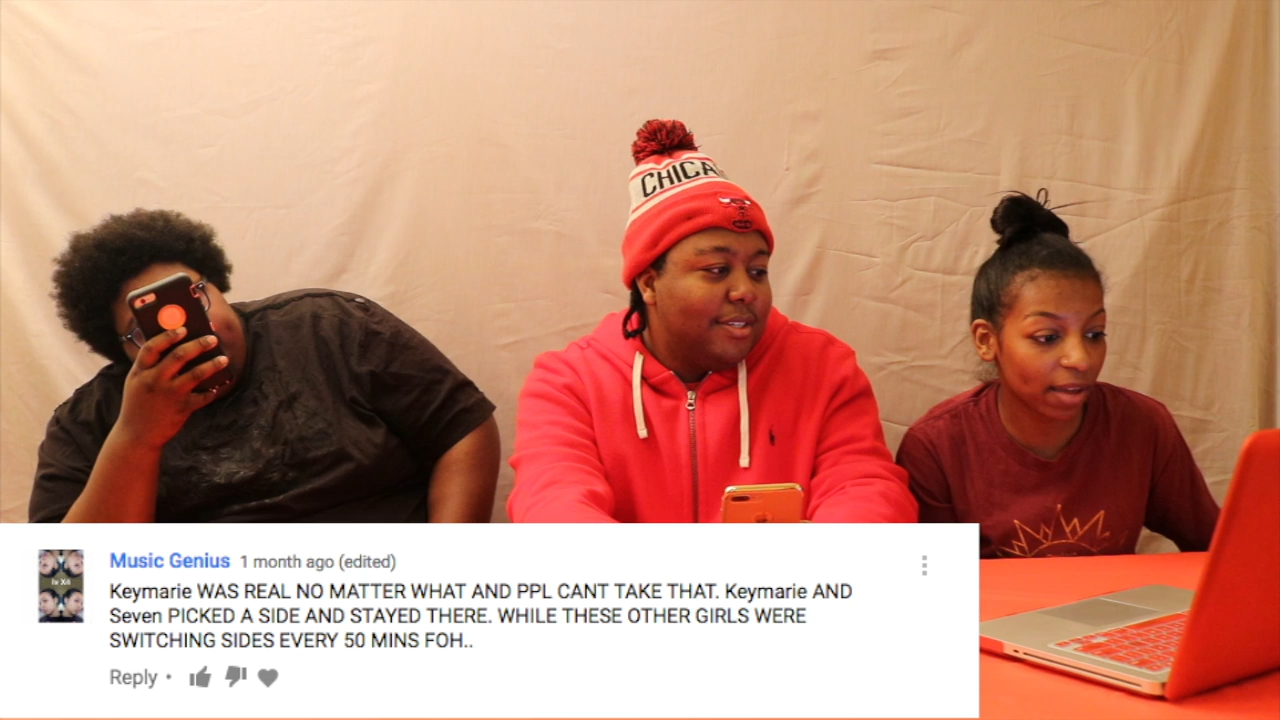 CHICA
Music Genius 1 month ago (edited)
Keymarie WAS REAL NO MATTER WHAT AND PPL CANT TAKE THAT. Keymarie AND
Seven PICKED A SIDE AND STAYED THERE. WHILE THESE OTHER GIRLS WERE
SWITCHING SIDES EVERY 50 MINS FOH..
Reply •